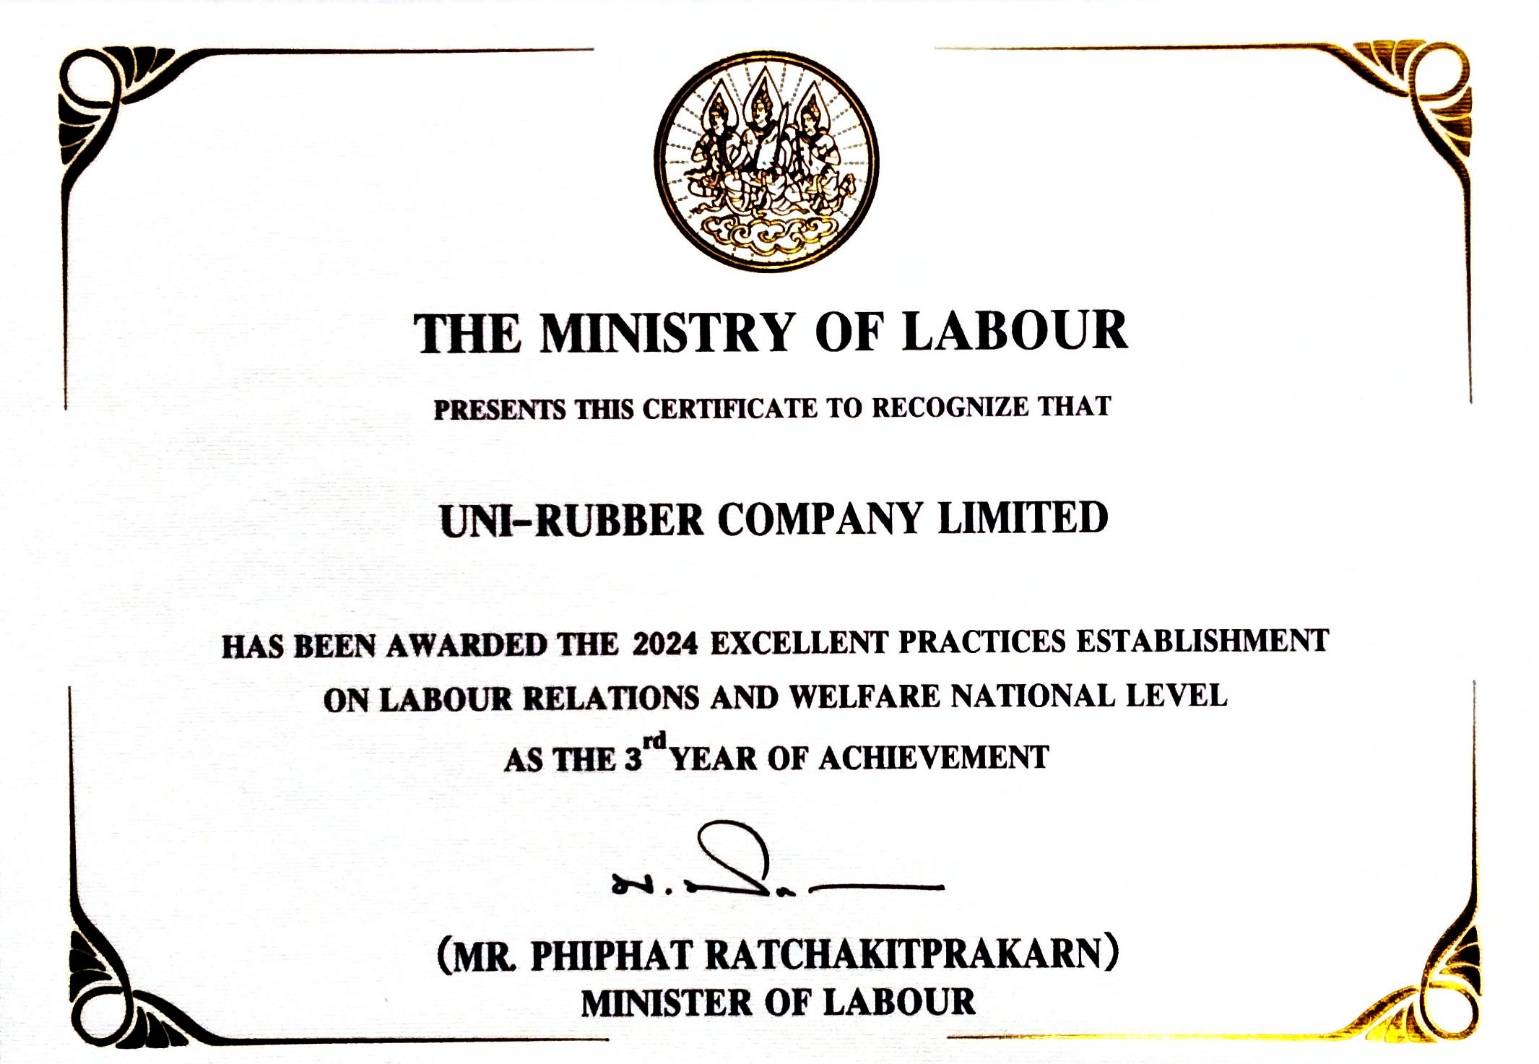 THE MINISTRY OF LABOUR
PRESENTS THIS CERTIFICATE TO RECOGNIZE THAT
UNI-RUBBER COMPANY LIMITED
HAS BEEN AWARDED THE 2024 EXCELLENT PRACTICES ESTABLISHMENT
ON LABOUR RELATIONS AND WELFARE NATIONAL LEVEL
AS THE 3rd YEAR OF ACHIEVEMENT
(MR. PHIPHAT RATCHAKITPRAKARN)
MINISTER OF LABOUR